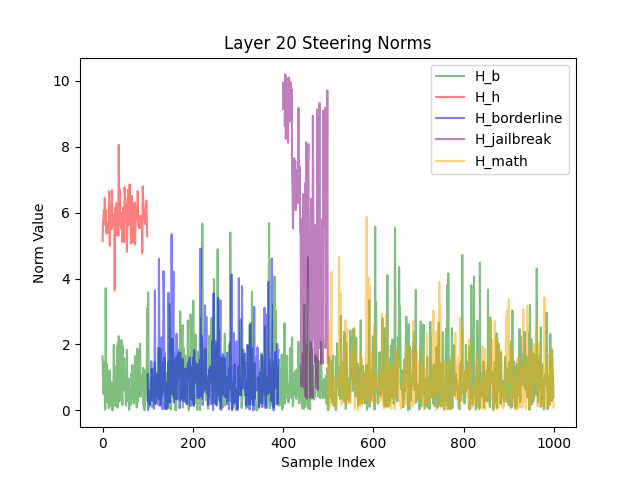 Layer 20 Steering Norms
Norm Value
10
8
6
4
2
0
H_b
H_h
H_borderline
H_jailbreak
H_math
0
200
400
600
800
1000
Sample Index